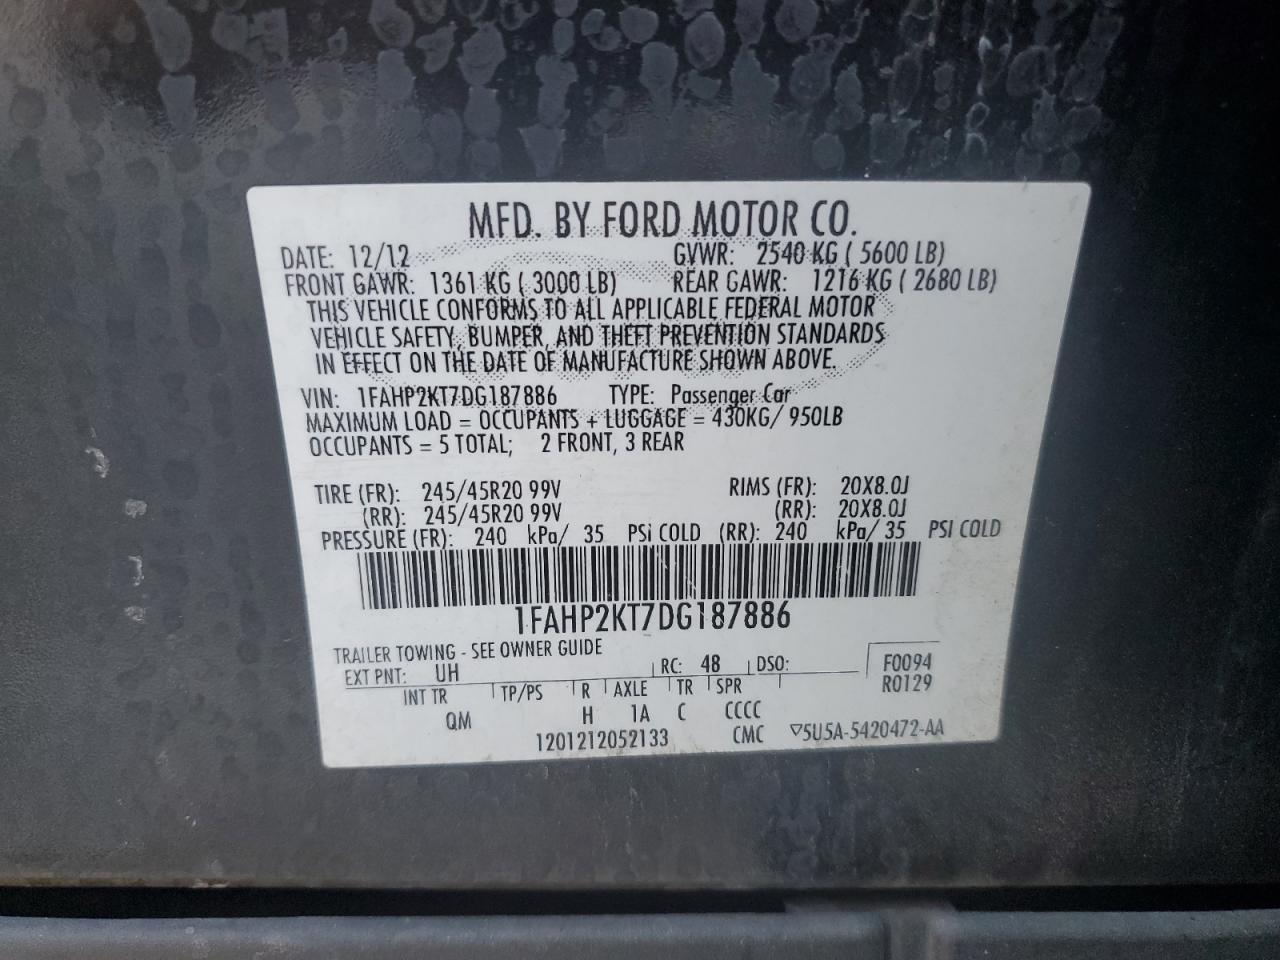 MFD. BY FORD MOTOR CO.
DATE: 12/12 GVWR: 2540 KG ( 5600 LB)
FRONT GAWR: 1361 KG ( 3000 LB) REAR GAWR: 1216 KG ( 2680 LB)
THIS VEHICLE CONFORMS TO ALL APPLICABLE FEDERAL MOTOR
VEHICLE SAFETY, BUMPER, AND THEFT PREVENTION STANDARDS
IN EFFECT ON THE DATE OF MANUFACTURE SHOWN ABOVE.
VIN: 1FAHP2KT7DG187886 TYPE: Passenger Car
MAXIMUM LOAD = OCCUPANTS + LUGGAGE = 430KG/ 950LB
OCCUPANTS = 5 TOTAL; 2 FRONT, 3 REAR
TIRE (FR): 245/45R20 99V RIMS (FR): 20X8.0J
(RR): 245/45R20 99V (RR): 20X8.0J
PRESSURE (FR): 240 kPa/ 35 PSi COLD (RR): 240 kPa/ 35 PSI COLD
1FAHP2KT7DG187886
TRAILER TOWING - SEE OWNER GUIDE
EXT PNT: UH RC: 48 DSO: F0094
R0129
INT TR TP/PS R AXLE TR SPR
QM H 1A C CCCC
1201212052133 CMC ▽5U5A-5420472-AA